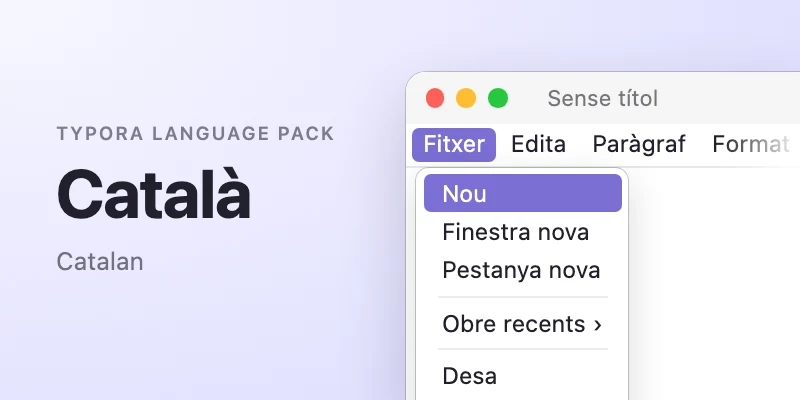 TYPORA LANGUAGE PACK
Català
Catalan
Sense títol
Fitxer Edita Paràgraf Format
Nou
Finestra nova
Pestanya nova
Obre recents ›
Desa